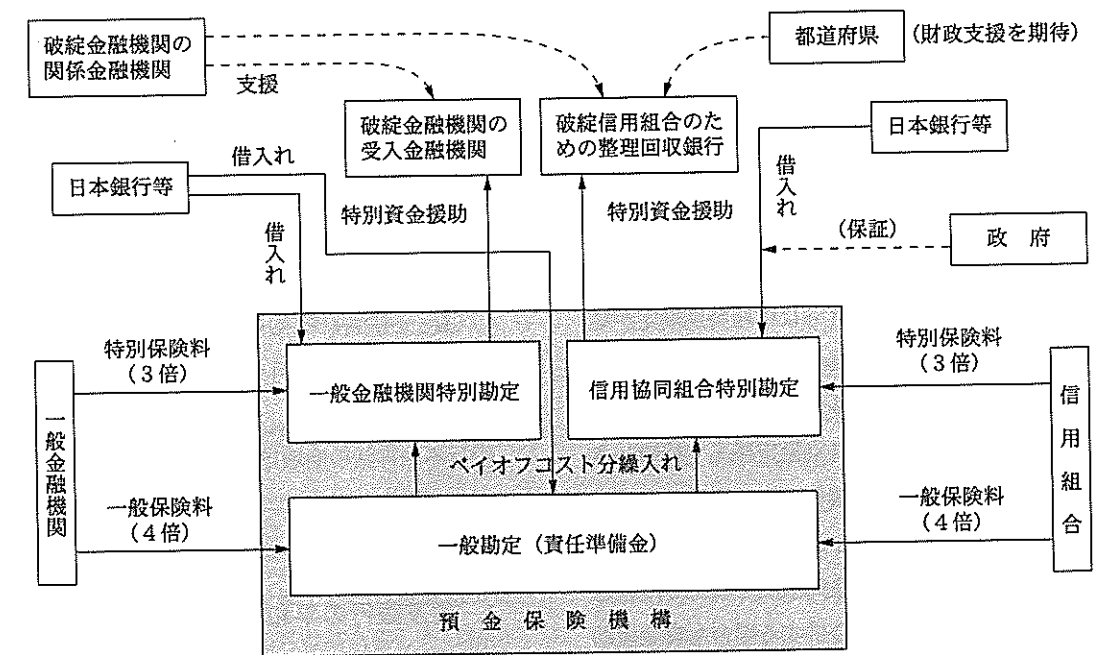 破綻金融機関の
関係金融機関
支援
都道府県
(財政支援を期待)
破綻金融機関の
受入金融機関
破綻信用組合のた
めの整理回収銀行
日本銀行等
日本銀行等
借入れ
借入れ
借入れ
特別資金援助
特別資金援助
(保証)
政 府
特別保険料
(3倍)
一般金融機関特別勘定
信用協同組合特別勘定
特別保険料
(3倍)
一般金融機関
信用組合
ペイオフコスト分繰入れ
一般保険料
(4倍)
一般勘定(責任準備金)
一般保険料
(4倍)
預 金 保 険 機 構